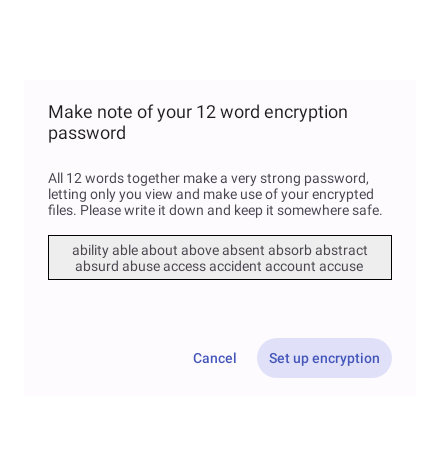 Make note of your 12 word encryption
password
All 12 words together make a very strong password,
letting only you view and make use of your encrypted
files. Please write it down and keep it somewhere safe.
ability able about above absent absorb abstract
absurd abuse access accident account accuse
Cancel
Set up encryption